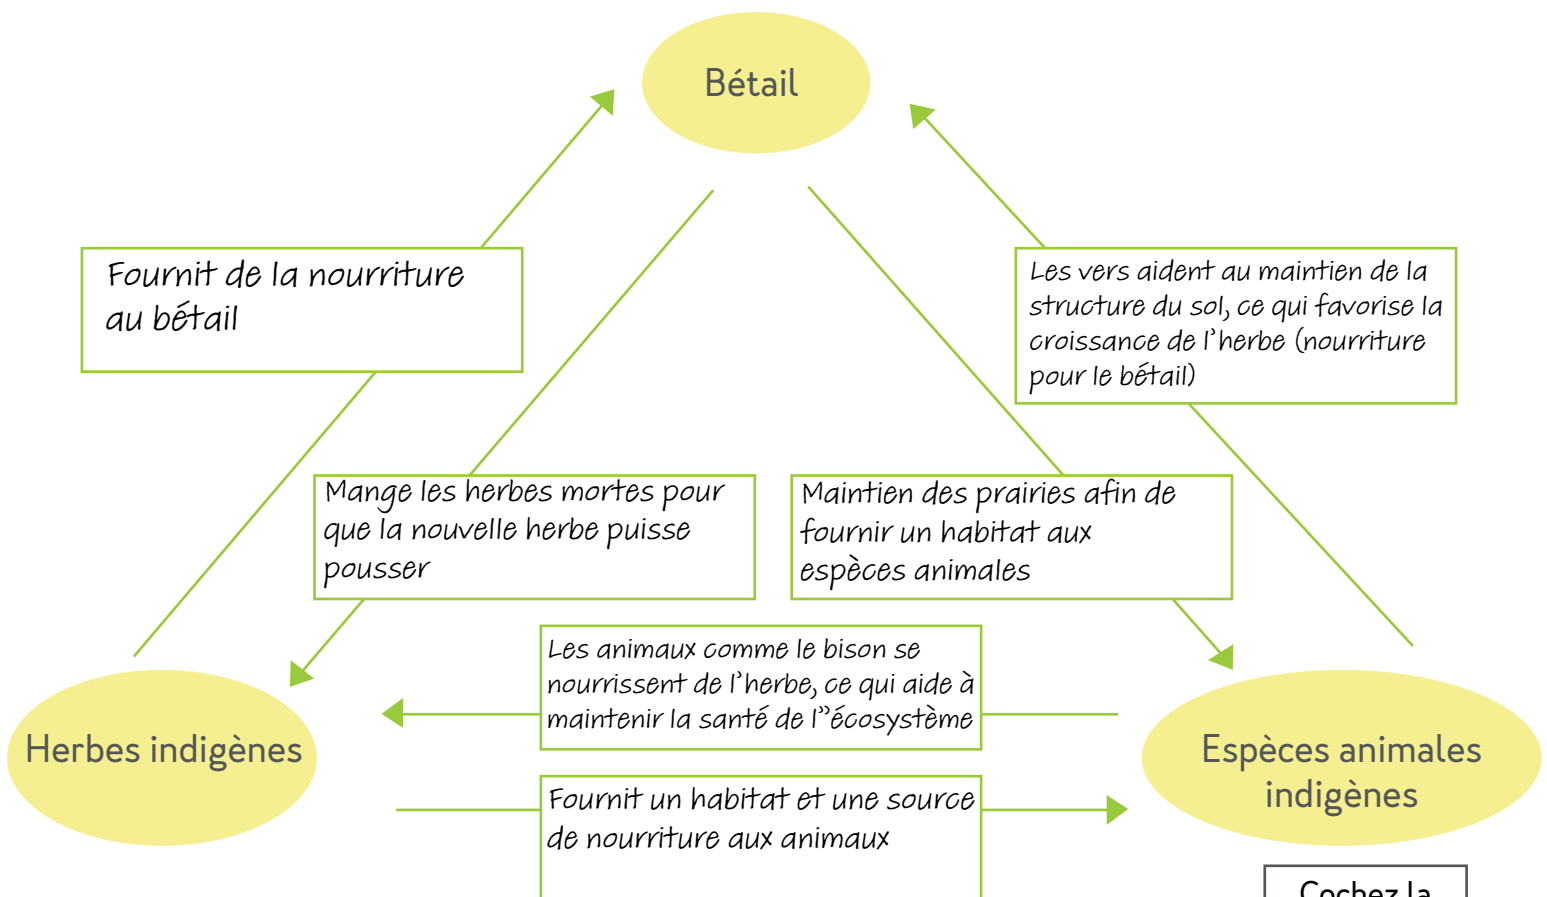 Bétail
Fournit de la nourriture
au bétail
Les vers aident au maintien de la
structure du sol, ce qui favorise la
croissance de l'herbe (nourriture
pour le bétail)
Mange les herbes mortes pour
que la nouvelle herbe puisse
pousser
Maintien des prairies afin de
fournir un habitat aux
espèces animales
Les animaux comme le bison se
nourrissent de l'herbe, ce qui aide à
maintenir la santé de l''écosystème
Herbes indigènes
Espèces animales
indigènes
Fournit un habitat et une source
de nourriture aux animaux
Cochez la